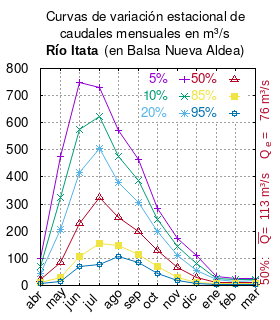 Curvas de variación estacional de
caudales mensuales en m³/s
Río Itata (en Balsa Nueva Aldea)
800
700
600
500
400
300
200
100
0
5% 50%
10% 85%
20% 95%
abr may jun jul ago sep oct nov dic ene feb mar
50% Q = 113 m³/s Q e = 76 m³/s